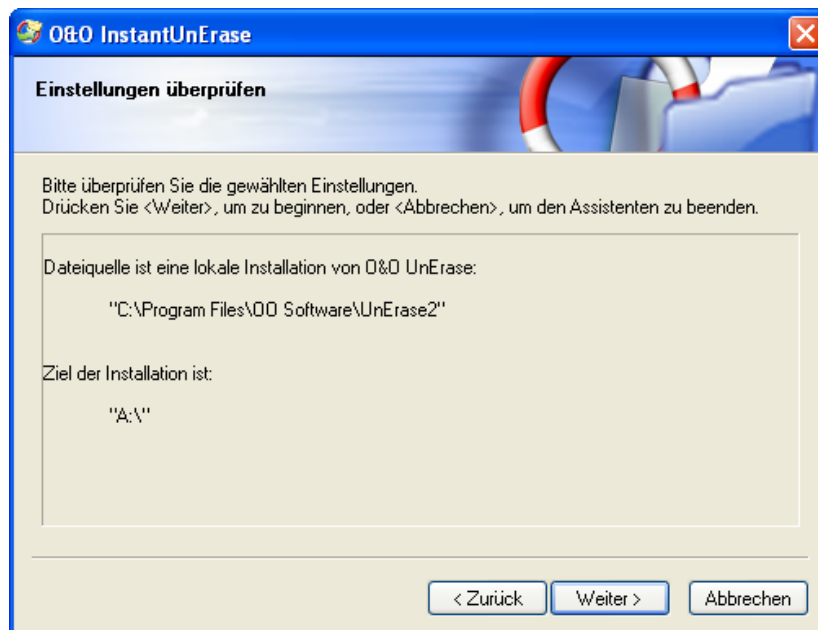 O&O InstantUnErase
Einstellungen überprüfen
Bitte überprüfen Sie die gewählten Einstellungen.
Drücken Sie <Weiter>, um zu beginnen, oder <Abbrechen>, um den Assistenten zu beenden.
Dateiquelle ist eine lokale Installation von O&O UnErase:
"C:\Program Files\OO Software\UnErase2"
Ziel der Installation ist:
"A:\"
< Zurück
Weiter >
Abbrechen